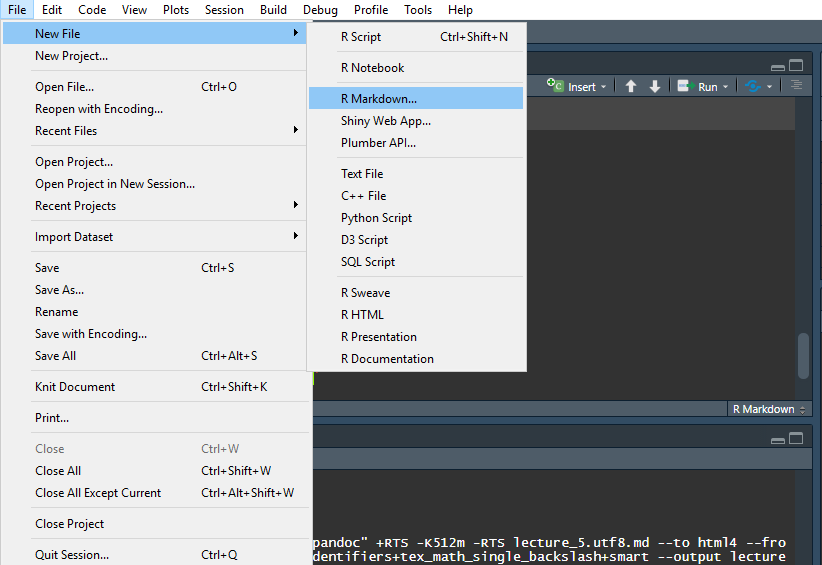 File Edit Code View Plots Session Build Debug Profile Tools Help
New File
New Project...
Open File... Ctrl+O
Reopen with Encoding...
Recent Files
Open Project...
Open Project in New Session...
Recent Projects
Import Dataset
Save Ctrl+S
Save As...
Rename
Save with Encoding...
Save All Ctrl+Alt+S
Knit Document Ctrl+Shift+K
Print...
Close Ctrl+W
Close All Ctrl+Shift+W
Close All Except Current Ctrl+Alt+Shift+W
Close Project
Quit Session... Ctrl+Q
R Script Ctrl+Shift+N
R Notebook
R Markdown...
Shiny Web App...
Plumber API...
Text File
C++ File
Python Script
D3 Script
SQL Script
R Sweave
R HTML
R Presentation
R Documentation
C Insert Run
R Markdown
pandoc" +RTS -K512m -RTS lecture_5.utf8.md --to html4 --fro
identifiers+tex_math_single_backslash+smart --output lecture